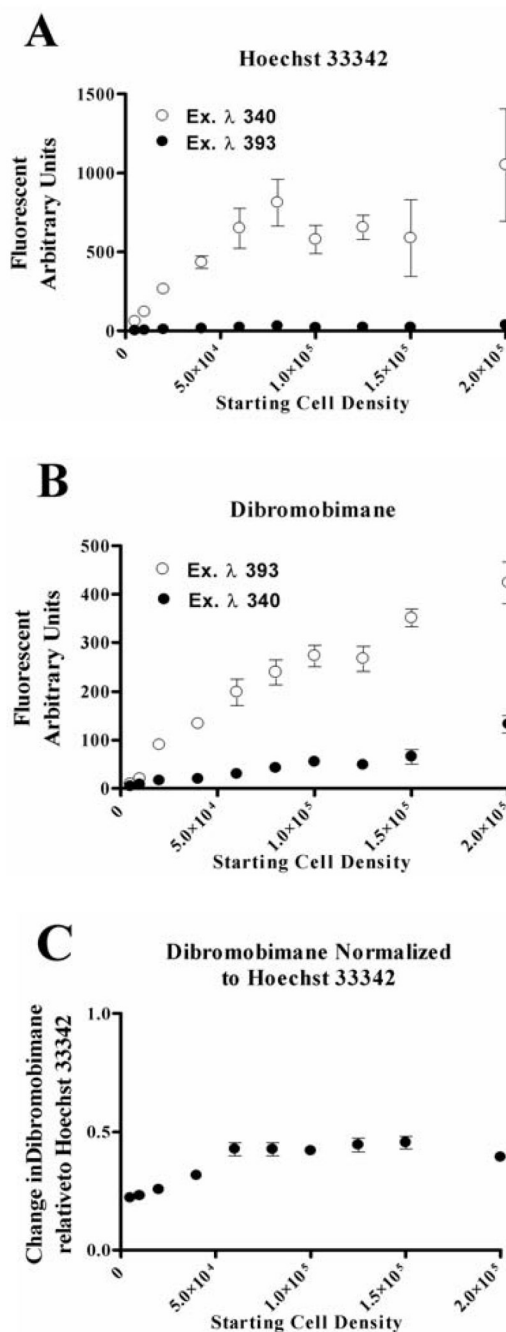 A
Hoechst 33342
Fluorescent
Arbitrary Units
1500
1000
500
0
Ex. λ 340
Ex. λ 393
0
5.0×10⁴
1.0×10⁵
1.5×10⁵
2.0×10⁵
Starting Cell Density
B
Dibromobimane
Fluorescent
Arbitrary Units
500
400
300
200
100
0
Ex. λ 393
Ex. λ 340
0
5.0×10⁴
1.0×10⁵
1.5×10⁵
2.0×10⁵
Starting Cell Density
C
Dibromobimane Normalized
to Hoechst 33342
Change inDibromobimane
relativeto Hoechst 33342
1.0
0.5
0.0
0
5.0×10⁴
1.0×10⁵
1.5×10⁵
2.0×10⁵
Starting Cell Density